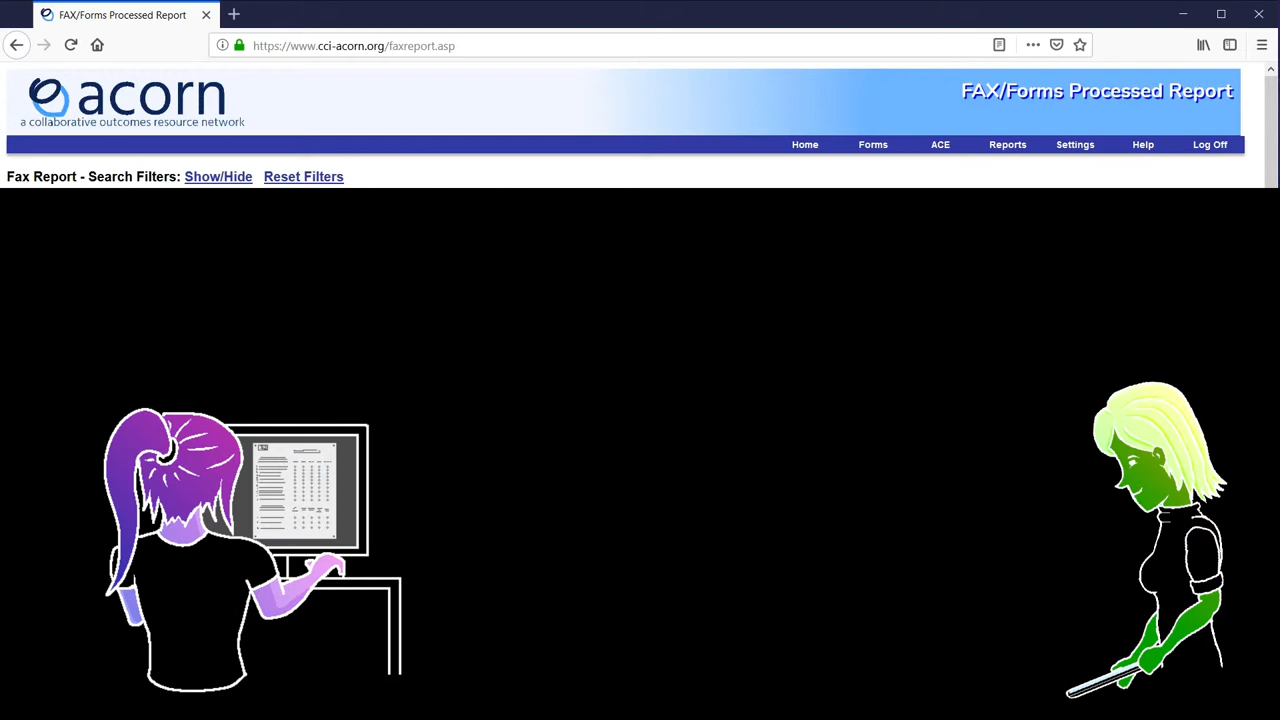 FAX/Forms Processed Report
https://www.cci-acorn.org/faxreport.asp
acorn
a collaborative outcomes resource network
FAX/Forms Processed Report
Home Forms ACE Reports Settings Help Log Off
Fax Report - Search Filters: Show/Hide Reset Filters